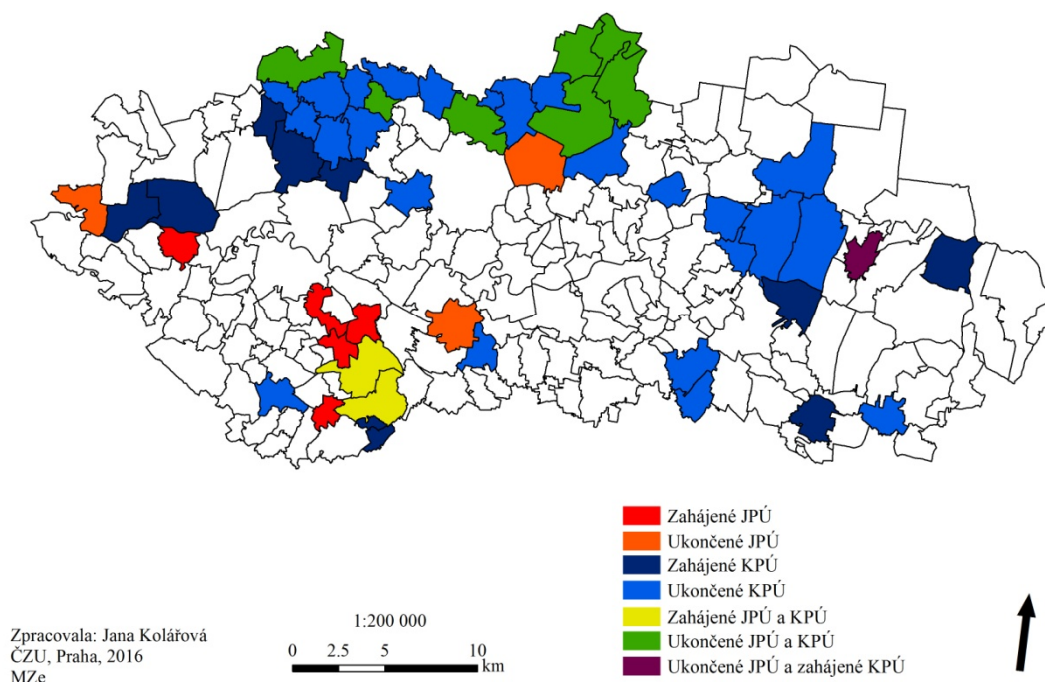 Zahájené JPÚ
Ukončené JPÚ
Zahájené KPÚ
Ukončené KPÚ
Zahájené JPÚ a KPÚ
Ukončené JPÚ a KPÚ
Ukončené JPÚ a zahájené KPÚ
Zpracovala: Jana Kolářová
ČZU, Praha, 2016
MZe
1:200 000
0 2.5 5 10
km